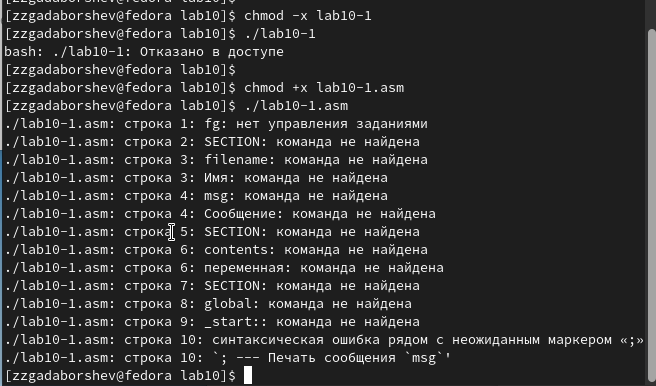 [zzgadaborshev@fedora lab10]$ chmod -x lab10-1
[zzgadaborshev@fedora lab10]$ ./lab10-1
bash: ./lab10-1: Отказано в доступе
[zzgadaborshev@fedora lab10]$
[zzgadaborshev@fedora lab10]$ chmod +x lab10-1.asm
[zzgadaborshev@fedora lab10]$ ./lab10-1.asm
./lab10-1.asm: строка 1: fg: нет управления заданиями
./lab10-1.asm: строка 2: SECTION: команда не найдена
./lab10-1.asm: строка 3: filename: команда не найдена
./lab10-1.asm: строка 3: Имя: команда не найдена
./lab10-1.asm: строка 4: msg: команда не найдена
./lab10-1.asm: строка 4: Сообщение: команда не найдена
./lab10-1.asm: строка 5: SECTION: команда не найдена
./lab10-1.asm: строка 6: contents: команда не найдена
./lab10-1.asm: строка 6: переменная: команда не найдена
./lab10-1.asm: строка 7: SECTION: команда не найдена
./lab10-1.asm: строка 8: global: команда не найдена
./lab10-1.asm: строка 9: _start:: команда не найдена
./lab10-1.asm: строка 10: синтаксическая ошибка рядом с неожиданным маркером «;»
./lab10-1.asm: строка 10: `; --- Печать сообщения `msg`'
[zzgadaborshev@fedora lab10]$